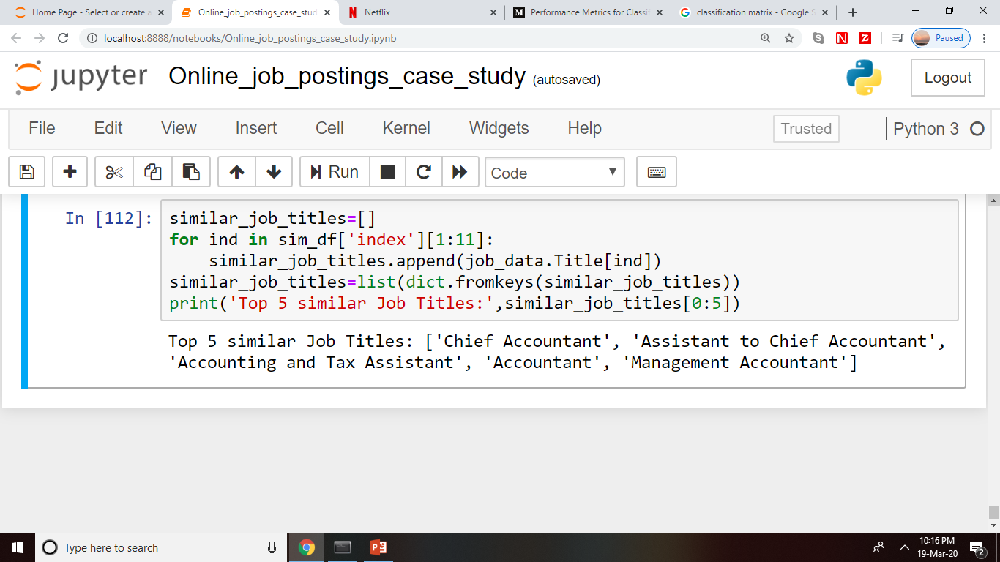 Home Page - Select or create a
Online_job_postings_case_stud
Netflix
Performance Metrics for Classif
classification matrix - Google S
localhost:8888/notebooks/Online_job_postings_case_study.ipynb
Paused
jupyter Online_job_postings_case_study (autosaved)
Logout
File Edit View Insert Cell Kernel Widgets Help
Trusted
Python 3
Run
Code
In [112]:
similar_job_titles=[]
for ind in sim_df['index'][1:11]:
    similar_job_titles.append(job_data.Title[ind])
similar_job_titles=list(dict.fromkeys(similar_job_titles))
print('Top 5 similar Job Titles:',similar_job_titles[0:5])
Top 5 similar Job Titles: ['Chief Accountant', 'Assistant to Chief Accountant',
'Accounting and Tax Assistant', 'Accountant', 'Management Accountant']
Type here to search
10:16 PM
19-Mar-20
2